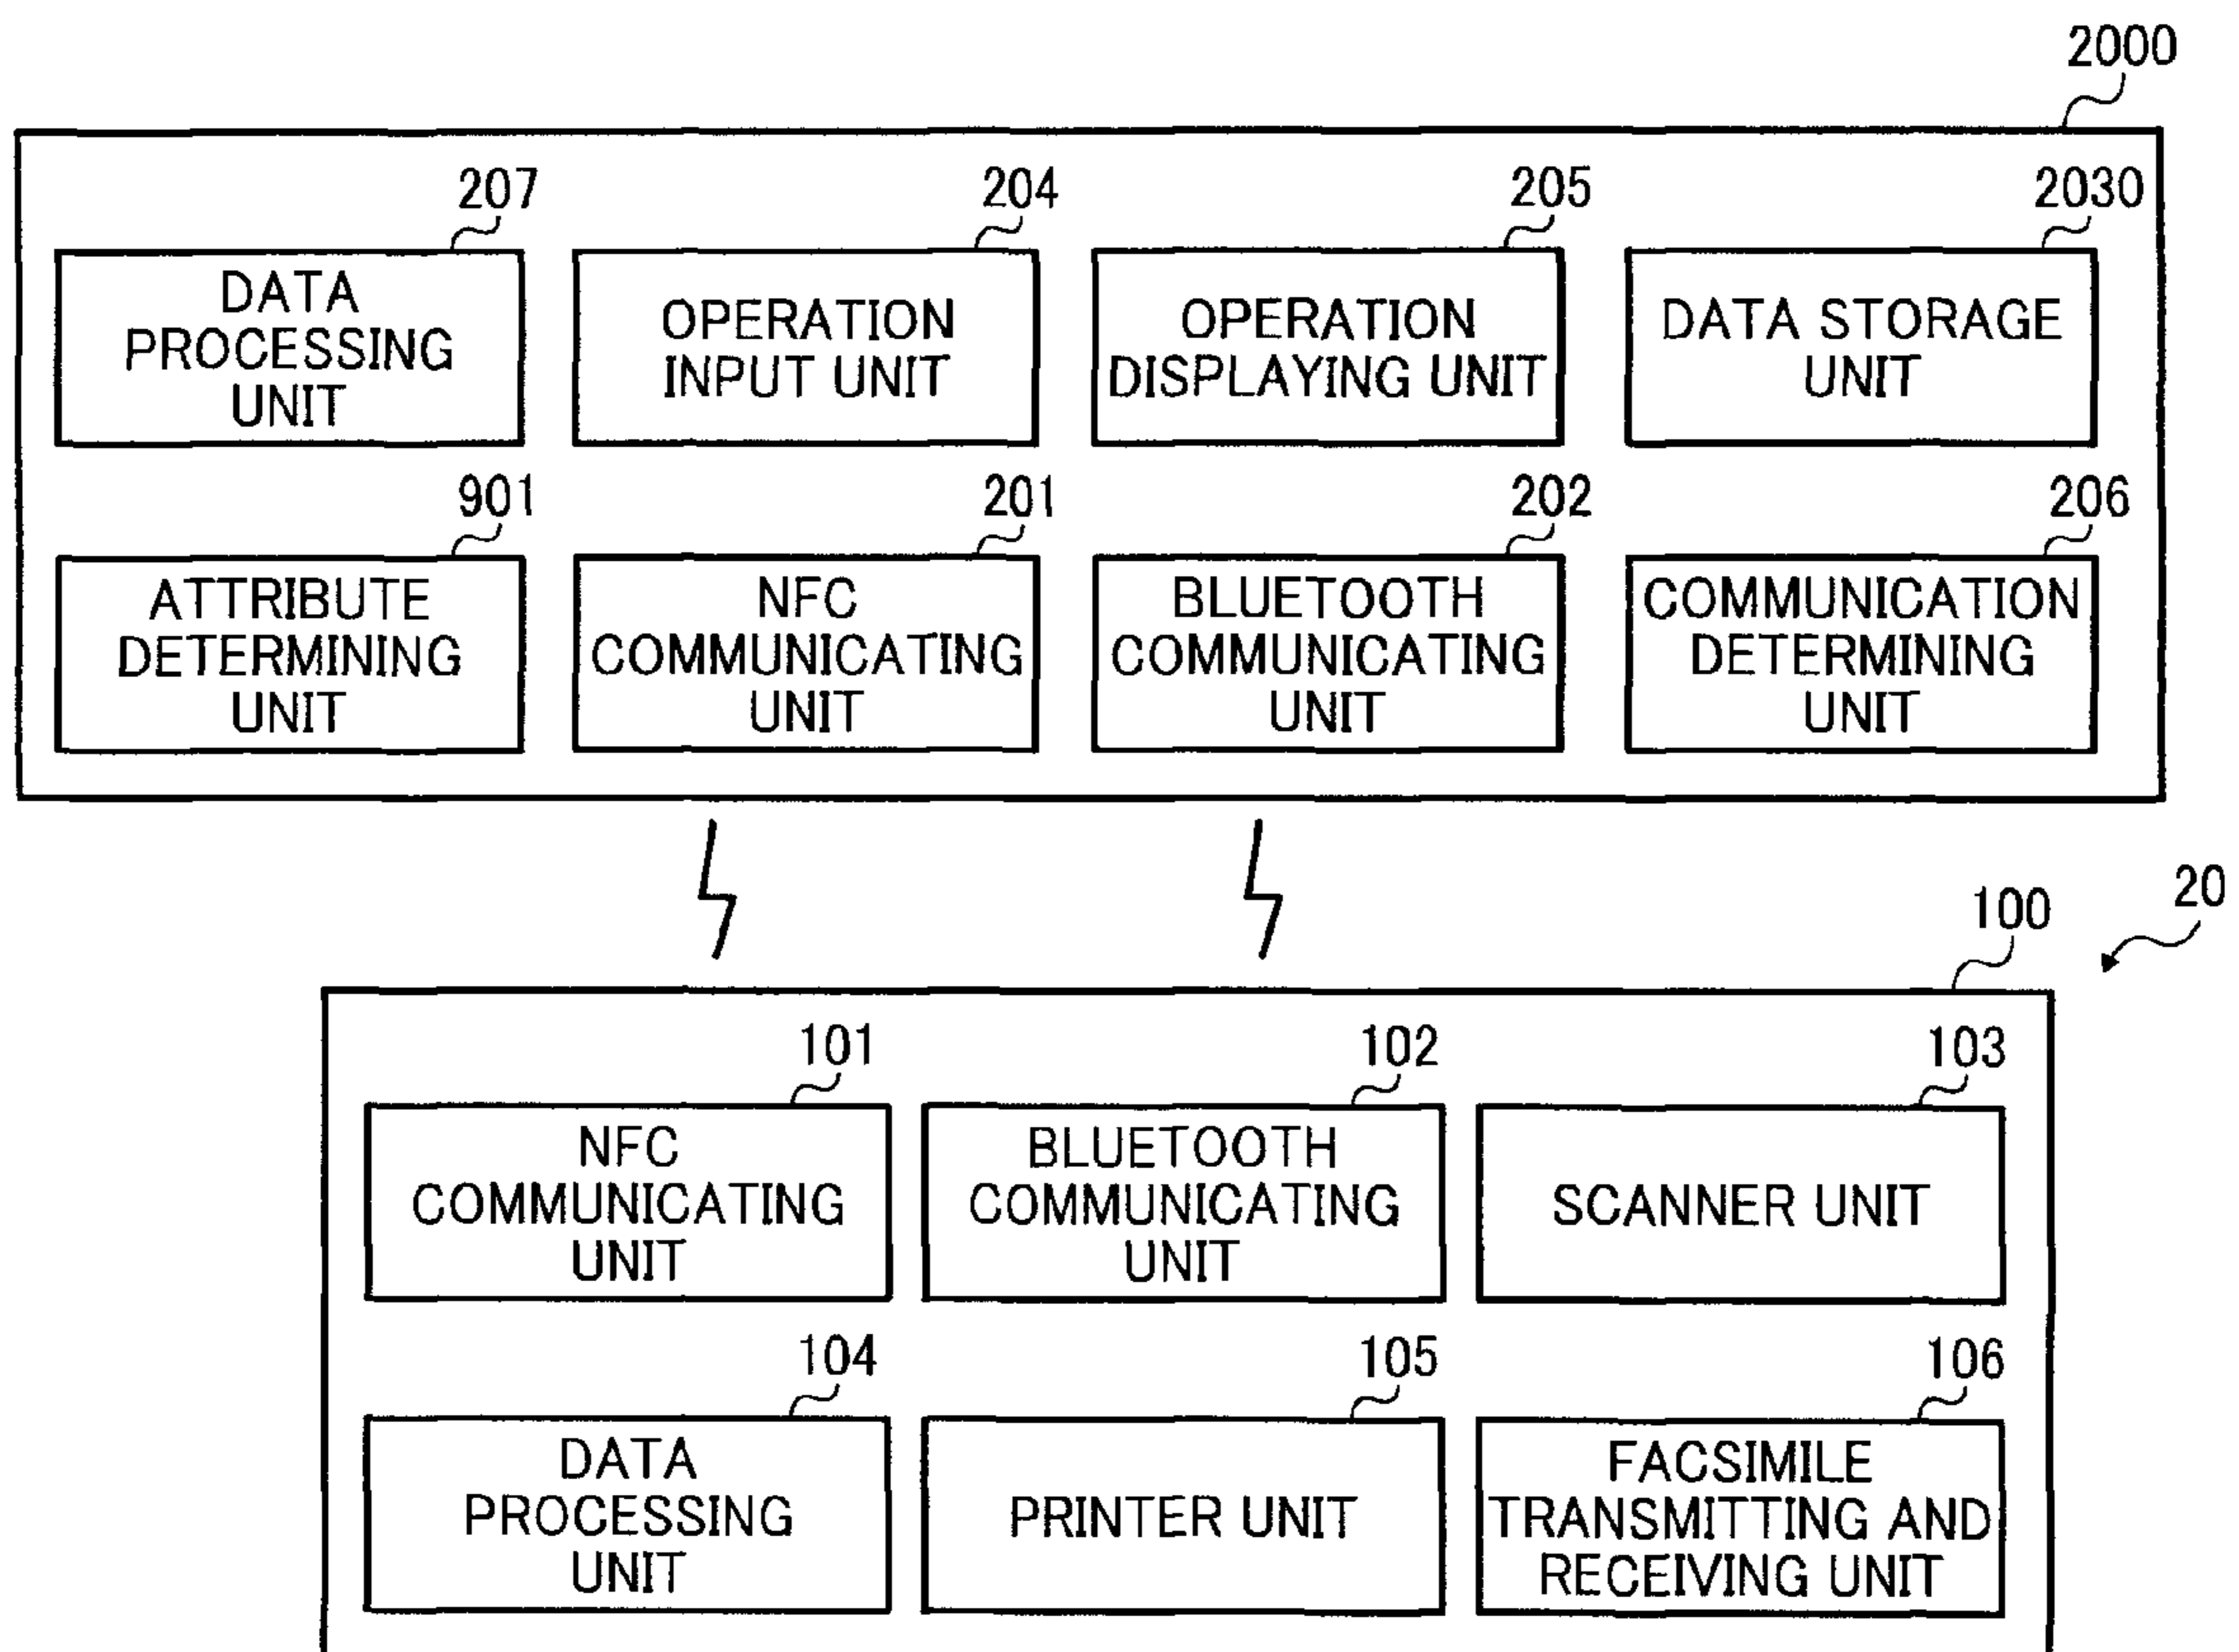 2000
207
DATA
PROCESSING
UNIT
204
OPERATION
INPUT UNIT
205
OPERATION
DISPLAYING UNIT
2030
DATA STORAGE
UNIT
901
ATTRIBUTE
DETERMINING
UNIT
201
NFC
COMMUNICATING
UNIT
202
BLUETOOTH
COMMUNICATING
UNIT
206
COMMUNICATION
DETERMINING
UNIT
20
100
101
NFC
COMMUNICATING
UNIT
102
BLUETOOTH
COMMUNICATING
UNIT
103
SCANNER UNIT
104
DATA
PROCESSING
UNIT
105
PRINTER UNIT
106
FACSIMILE
TRANSMITTING AND
RECEIVING UNIT